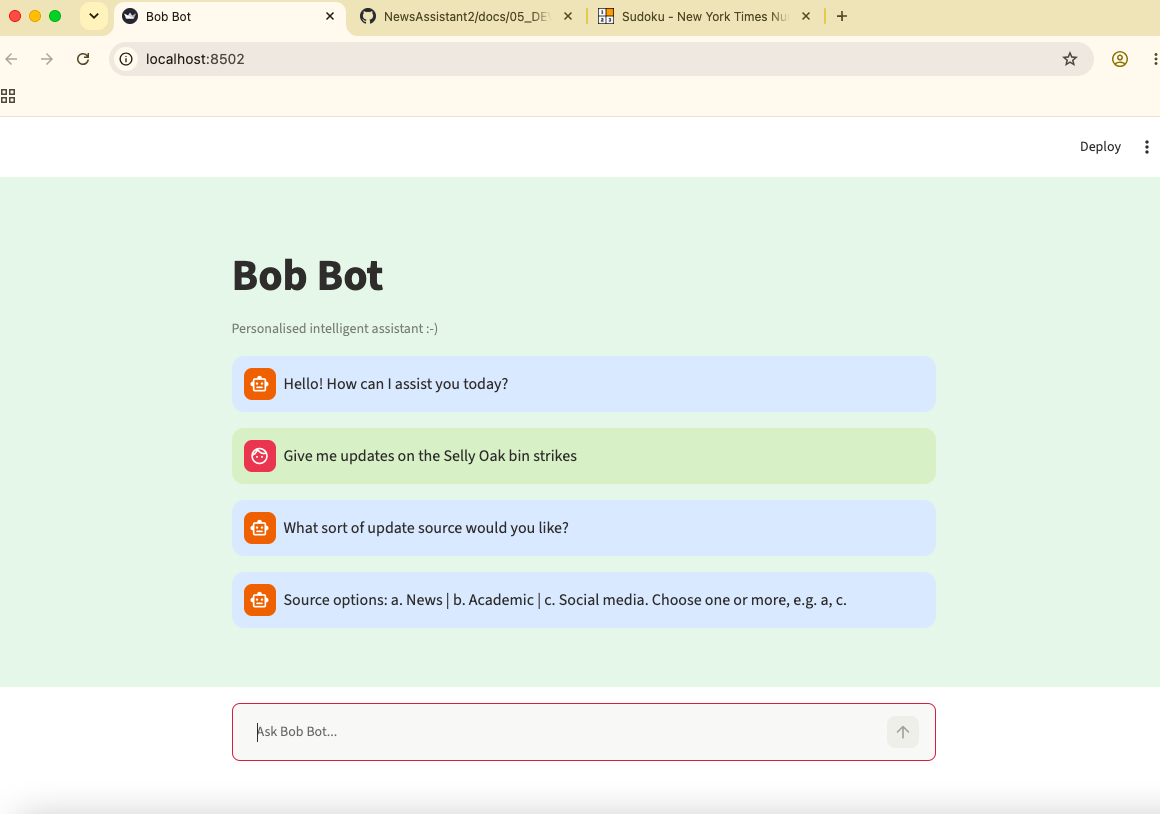 Bob Bot
NewsAssistant2/docs/05_DE
Sudoku - New York Times Nu
localhost:8502
Deploy
Bob Bot
Personalised intelligent assistant :-)
Hello! How can I assist you today?
Give me updates on the Selly Oak bin strikes
What sort of update source would you like?
Source options: a. News | b. Academic | c. Social media. Choose one or more, e.g. a, c.
Ask Bob Bot...